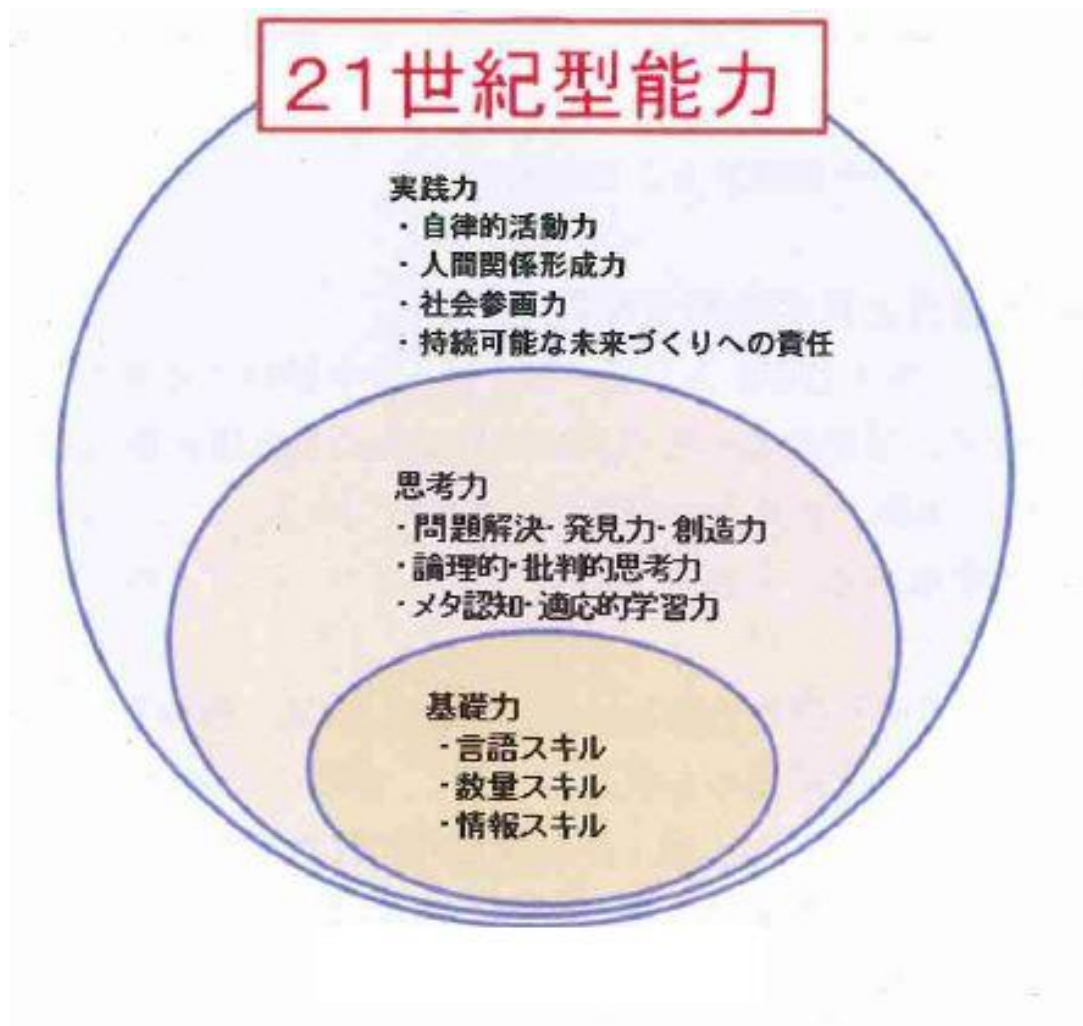 21世紀型能力
実践力
・自律的活動力
・人間関係形成力
・社会参画力
・持続可能な未来づくりへの責任
思考力
・問題解決・発見力・創造力
・論理的・批判的思考力
・メタ認知・適応的学習力
基礎力
・言語スキル
・数量スキル
・情報スキル